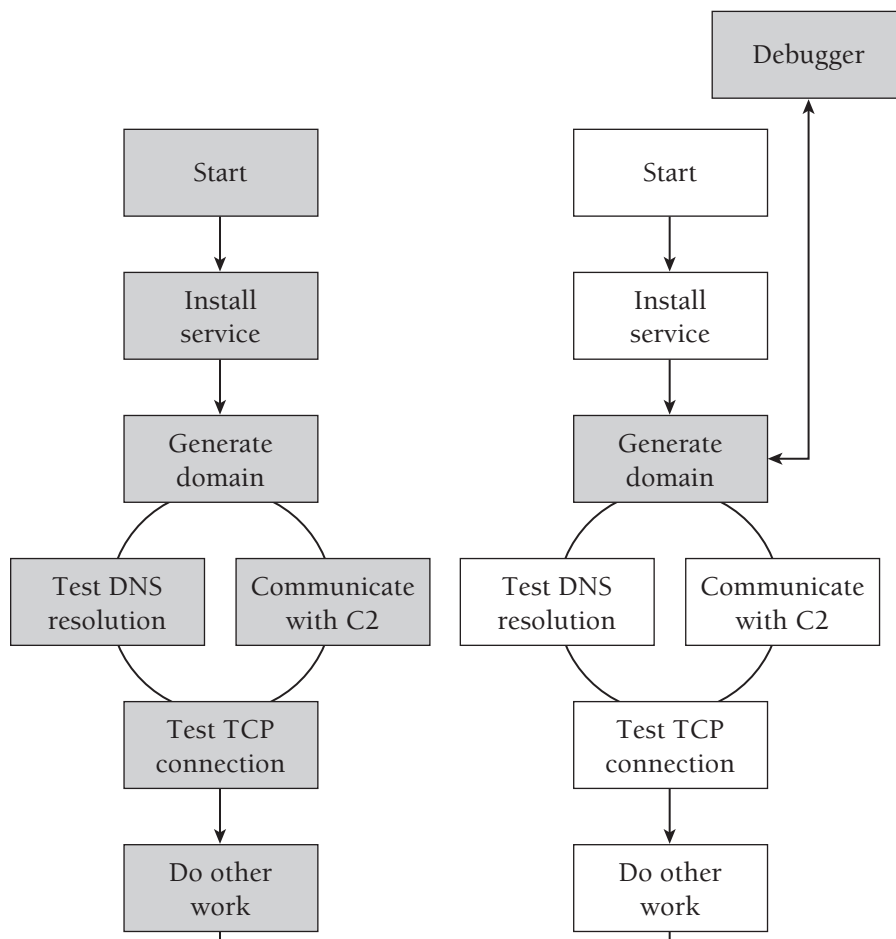 Debugger
Start
Install
service
Generate
domain
Test DNS
resolution
Communicate
with C2
Test TCP
connection
Do other
work
Start
Install
service
Generate
domain
Test DNS
resolution
Communicate
with C2
Test TCP
connection
Do other
work